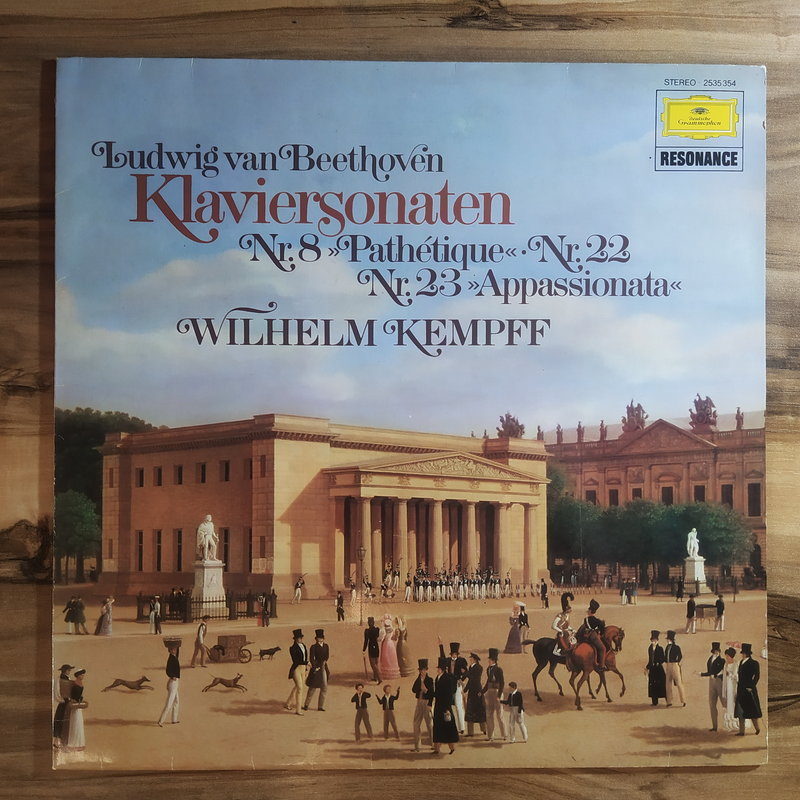 STEREO · 2535 354
Deutsche
Grammophon
RESONANCE
Ludwig van Beethoven
Klaviersonaten
Nr. 8 »Pathétique« · Nr. 22
Nr. 23 »Appassionata«
WILHELM KEMPFF